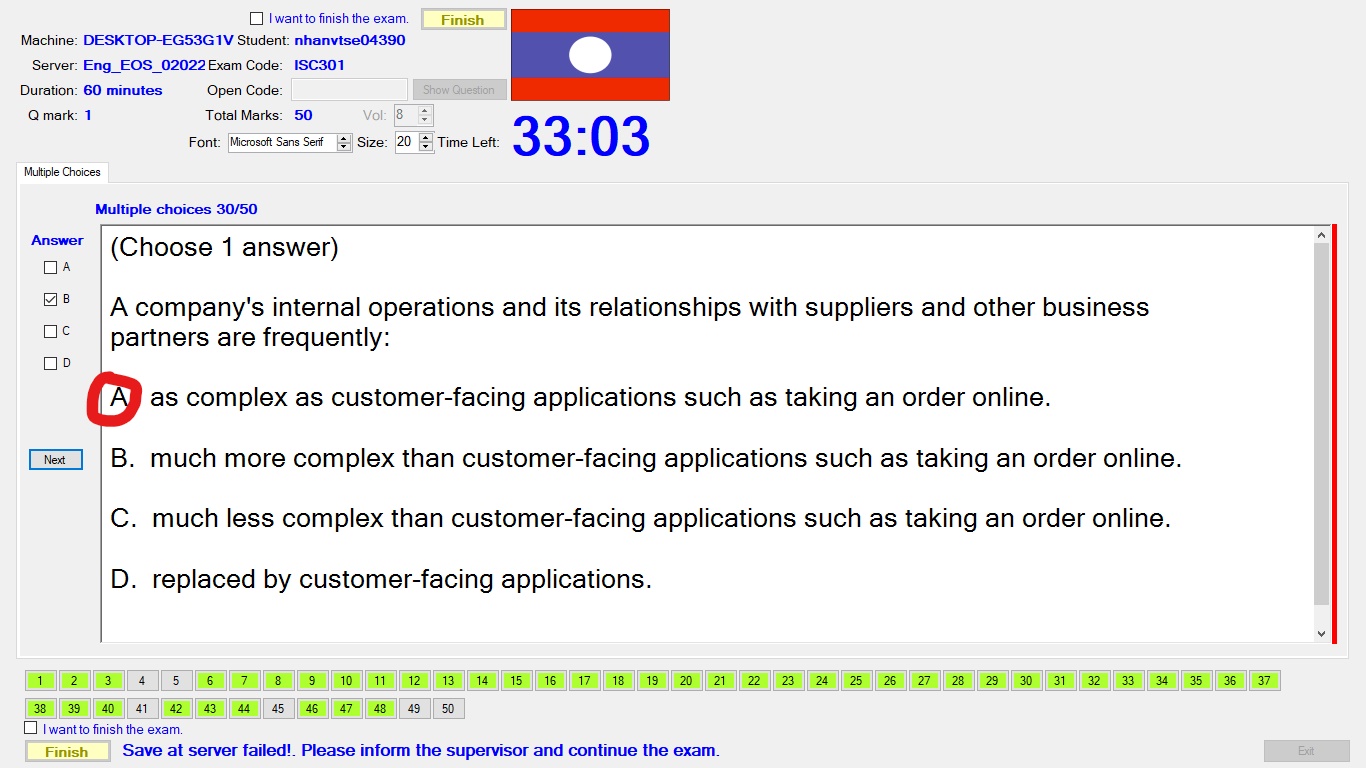 I want to finish the exam. Finish
Machine: DESKTOP-EG53G1V Student: nhanvtse04390
Server: Eng_EOS_02022 Exam Code: ISC301
Duration: 60 minutes Open Code: Show Question
Q mark: 1 Total Marks: 50 Vol: 8
Font: Microsoft Sans Serif Size: 20 Time Left: 33:03
Multiple Choices
Multiple choices 30/50
Answer
A
B
C
D
Next
(Choose 1 answer)
A company's internal operations and its relationships with suppliers and other business
partners are frequently:
A. as complex as customer-facing applications such as taking an order online.
B. much more complex than customer-facing applications such as taking an order online.
C. much less complex than customer-facing applications such as taking an order online.
D. replaced by customer-facing applications.
1 2 3 4 5 6 7 8 9 10 11 12 13 14 15 16 17 18 19 20 21 22 23 24 25 26 27 28 29 30 31 32 33 34 35 36 37
38 39 40 41 42 43 44 45 46 47 48 49 50
I want to finish the exam.
Finish Save at server failed!. Please inform the supervisor and continue the exam. Exit